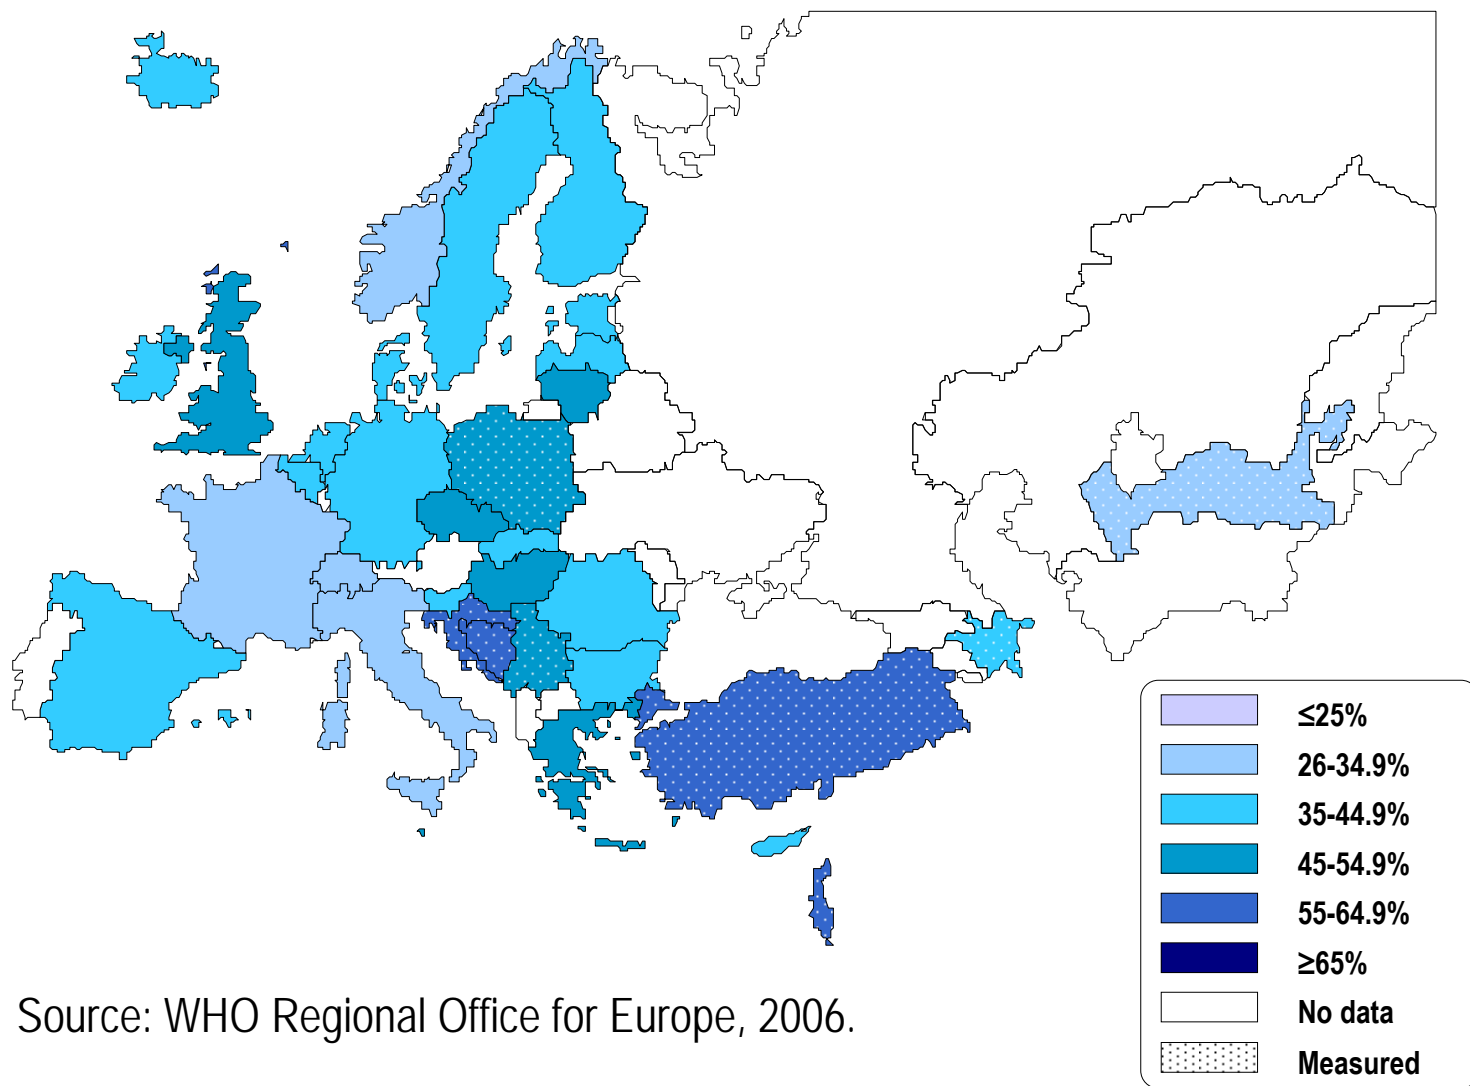 ≤25%
26-34.9%
35-44.9%
45-54.9%
55-64.9%
≥65%
No data
Measured
Source: WHO Regional Office for Europe, 2006.